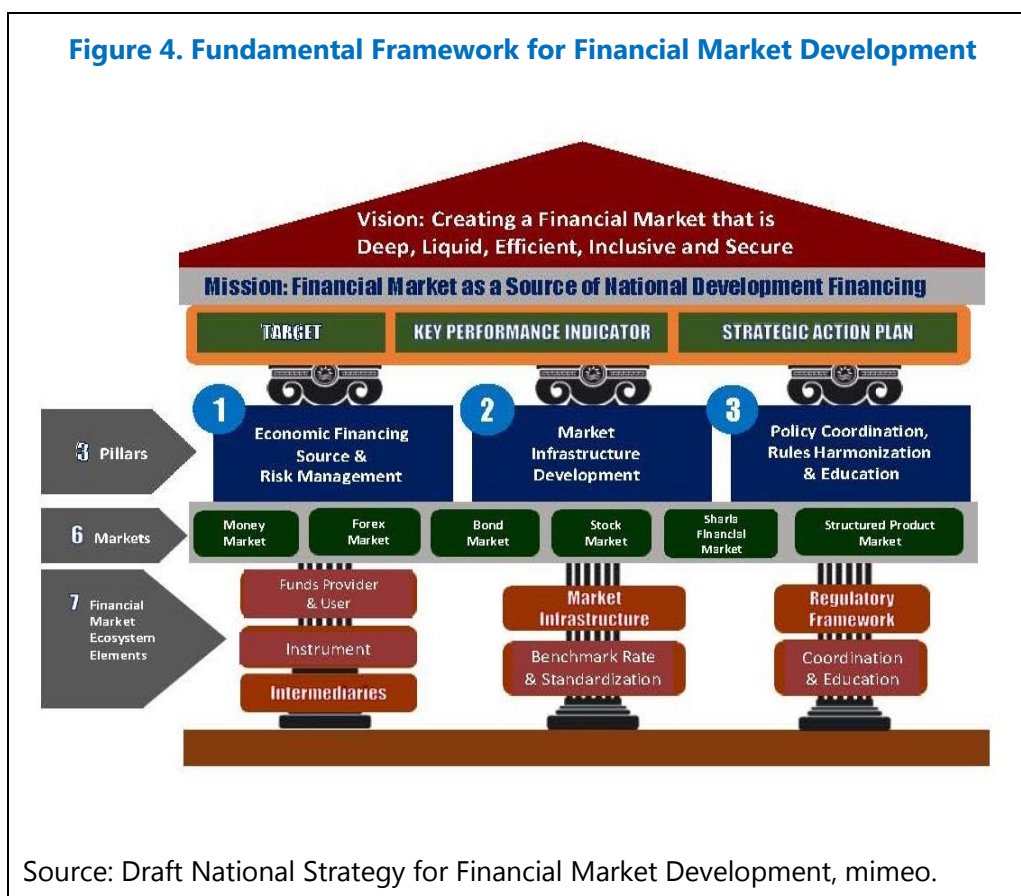 Figure 4. Fundamental Framework for Financial Market Development
Vision: Creating a Financial Market that is
Deep, Liquid, Efficient, Inclusive and Secure
Mission: Financial Market as a Source of National Development Financing
TARGET
KEY PERFORMANCE INDICATOR
STRATEGIC ACTION PLAN
3 Pillars
1
Economic Financing
Source &
Risk Management
2
Market
Infrastructure
Development
3
Policy Coordination,
Rules Harmonization
& Education
6 Markets
Money
Market
Forex
Market
Bond
Market
Stock
Market
Sharia
Financial
Market
Structured Product
Market
7 Financial
Market
Ecosystem
Elements
Funds Provider
& User
Instrument
Intermediaries
Market
Infrastructure
Benchmark Rate
& Standardization
Regulatory
Framework
Coordination
& Education
Source: Draft National Strategy for Financial Market Development, mimeo.